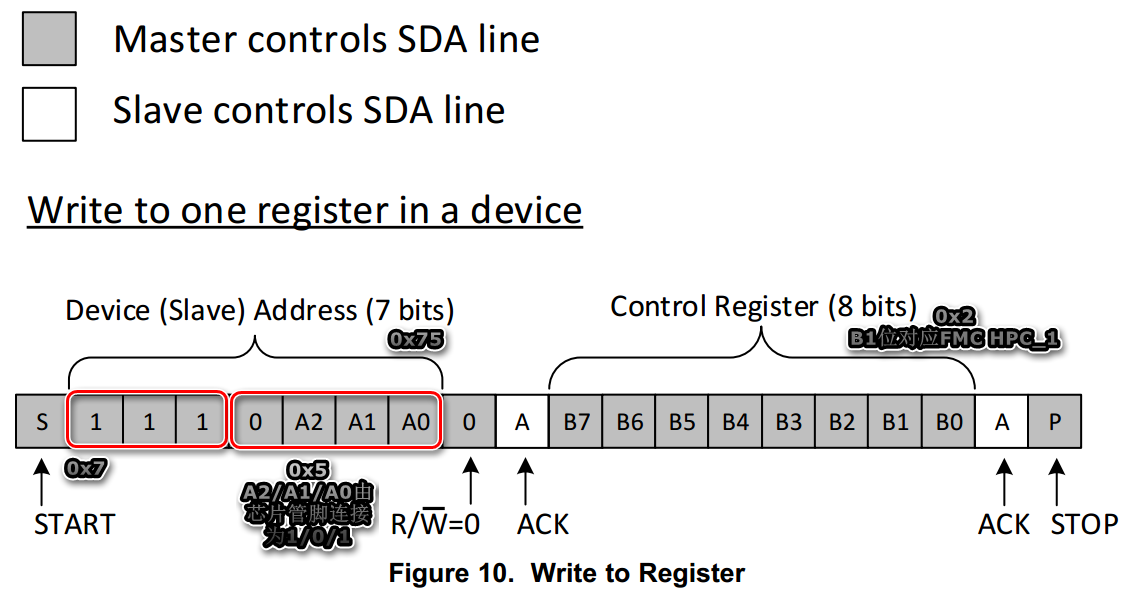 Master controls SDA line
Slave controls SDA line
Write to one register in a device
Device (Slave) Address (7 bits)
0x75
Control Register (8 bits)
0x2
B1位对应FMC HPC_1
S 1 1 1 0 A2 A1 A0 0 A B7 B6 B5 B4 B3 B2 B1 B0 A P
0x7
0x5
A2/A1/A0由
芯片管脚连接
为1/0/1
START
R/W̅=0
ACK
ACK
STOP
Figure 10. Write to Register